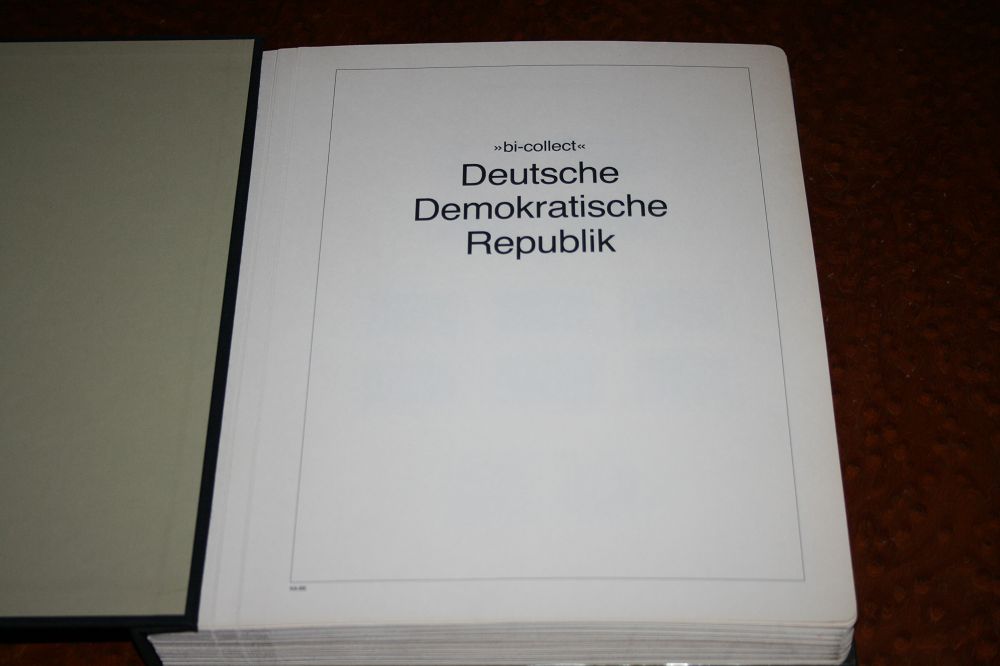 »bi-collect«
Deutsche
Demokratische
Republik